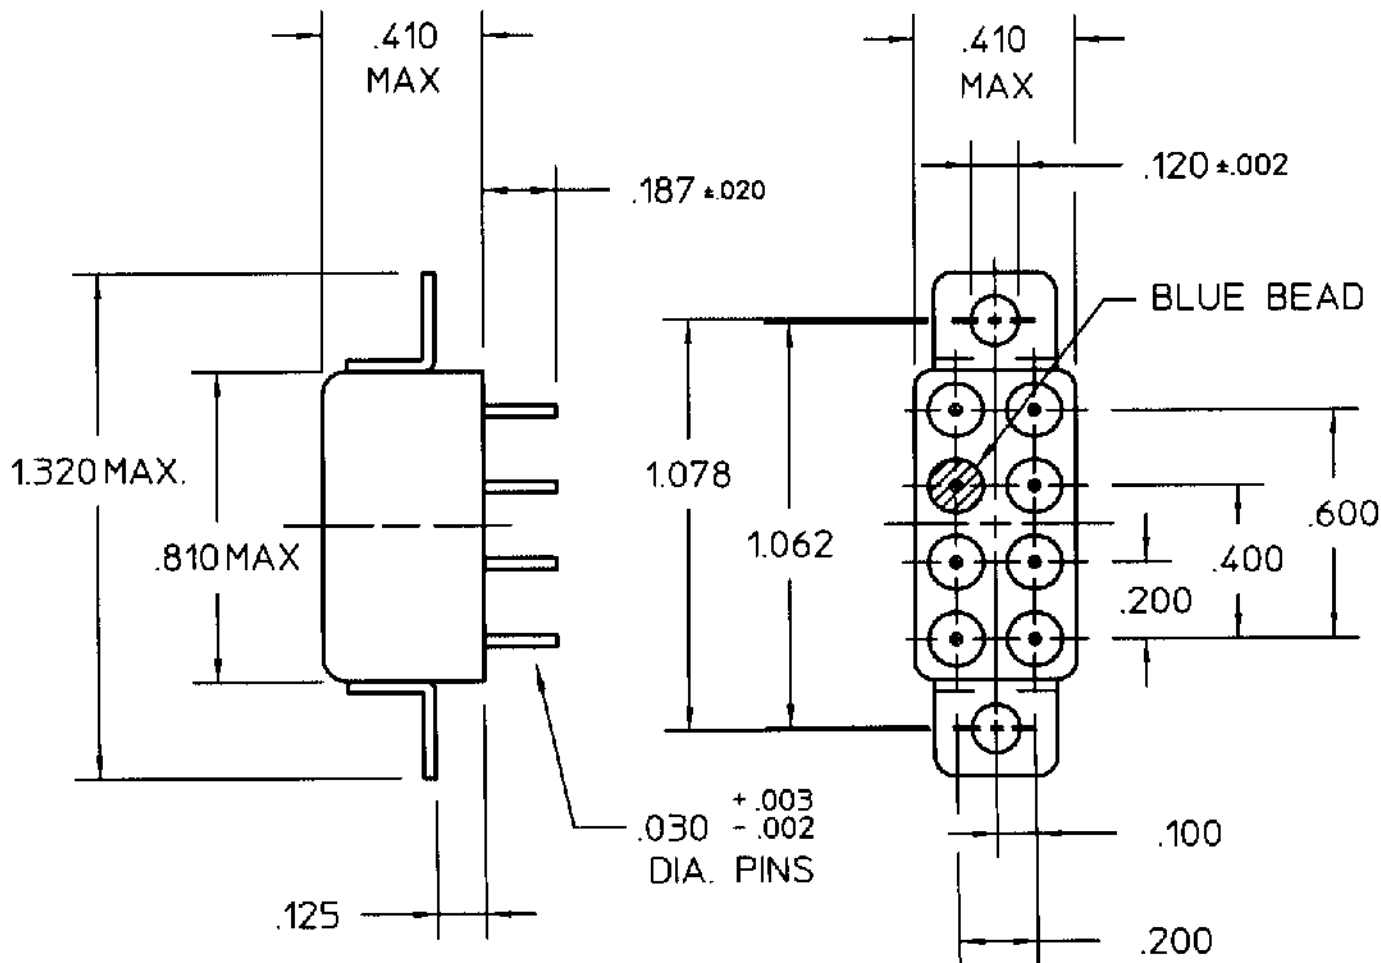 .410
MAX
.410
MAX
.187 ±.020
.120 ±.002
BLUE BEAD
1.320 MAX.
1.078
.810 MAX
1.062
.600
.400
.200
.030 + .003
- .002
DIA. PINS
.100
.125
.200